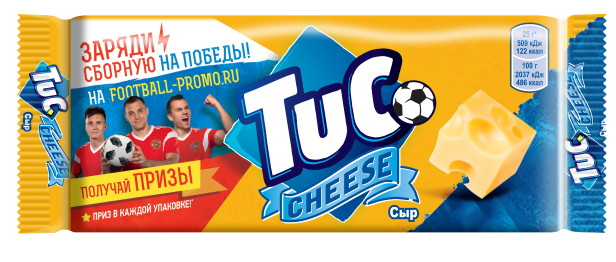 ЗАРЯДИ
СБОРНУЮ НА ПОБЕДЫ!
НА FOOTBALL-PROMO.RU
ПОЛУЧАЙ ПРИЗЫ
★ ПРИЗ В КАЖДОЙ УПАКОВКЕ!*
TUC
CHEESE
Сыр
TUC
CHEESE
Сыр
25 г*
509 кДж
122 ккал
100 г
2037 кДж
486 ккал
TUC
CHEESE
Сыр